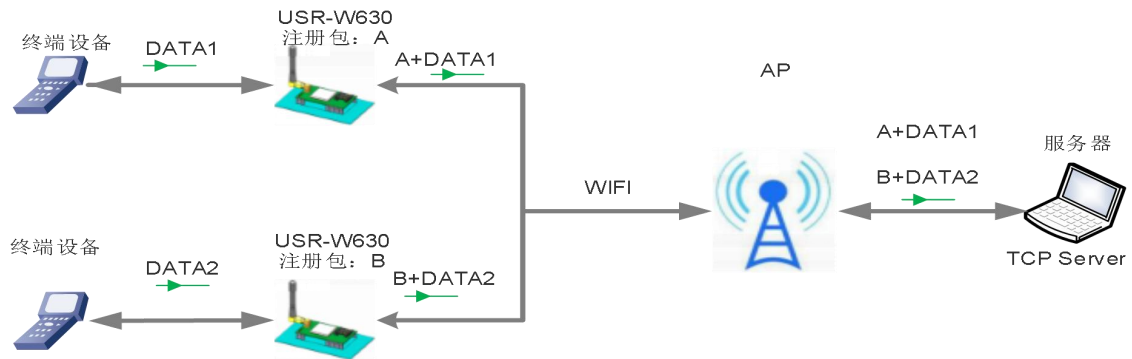 终端设备
DATA1
USR-W630
注册包：A
A+DATA1
AP
A+DATA1
B+DATA2
服务器
TCP Server
WIFI
终端设备
DATA2
USR-W630
注册包：B
B+DATA2